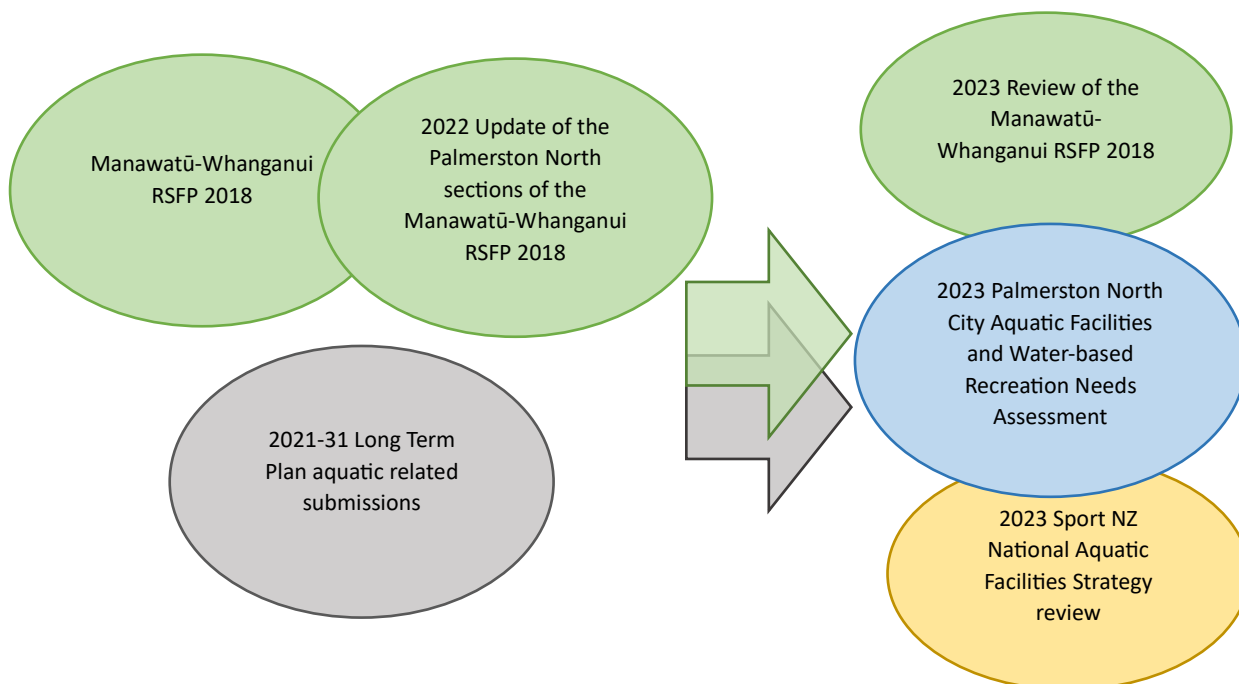 Manawatū-Whanganui
RSFP 2018
2022 Update of the
Palmerston North
sections of the
Manawatū-Whanganui
RSFP 2018
2021-31 Long Term
Plan aquatic related
submissions
2023 Review of the
Manawatū-
Whanganui RSFP 2018
2023 Palmerston North
City Aquatic Facilities
and Water-based
Recreation Needs
Assessment
2023 Sport NZ
National Aquatic
Facilities Strategy
review